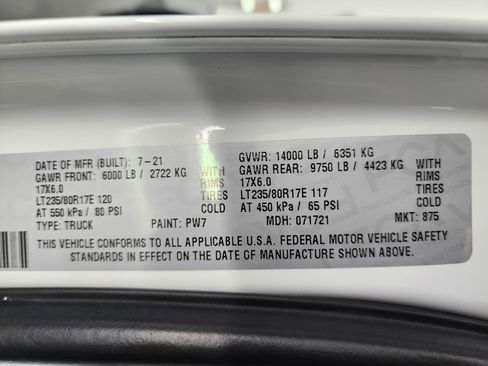 DATE OF MFR (BUILT): 7-21 GVWR: 14000 LB / 6351 KG
GAWR FRONT: 6000 LB / 2722 KG WITH GAWR REAR: 9750 LB / 4423 KG WITH
17X6.0 RIMS 17X6.0 RIMS
LT235/80R17E 120 TIRES LT235/80R17E 117 TIRES
AT 550 kPa / 80 PSI COLD AT 450 kPa / 65 PSI COLD
TYPE: TRUCK PAINT: PW7 MDH: 071721 MKT: 875
THIS VEHICLE CONFORMS TO ALL APPLICABLE U.S.A. FEDERAL MOTOR VEHICLE SAFETY
STANDARDS IN EFFECT ON THE DATE OF MANUFACTURE SHOWN ABOVE.